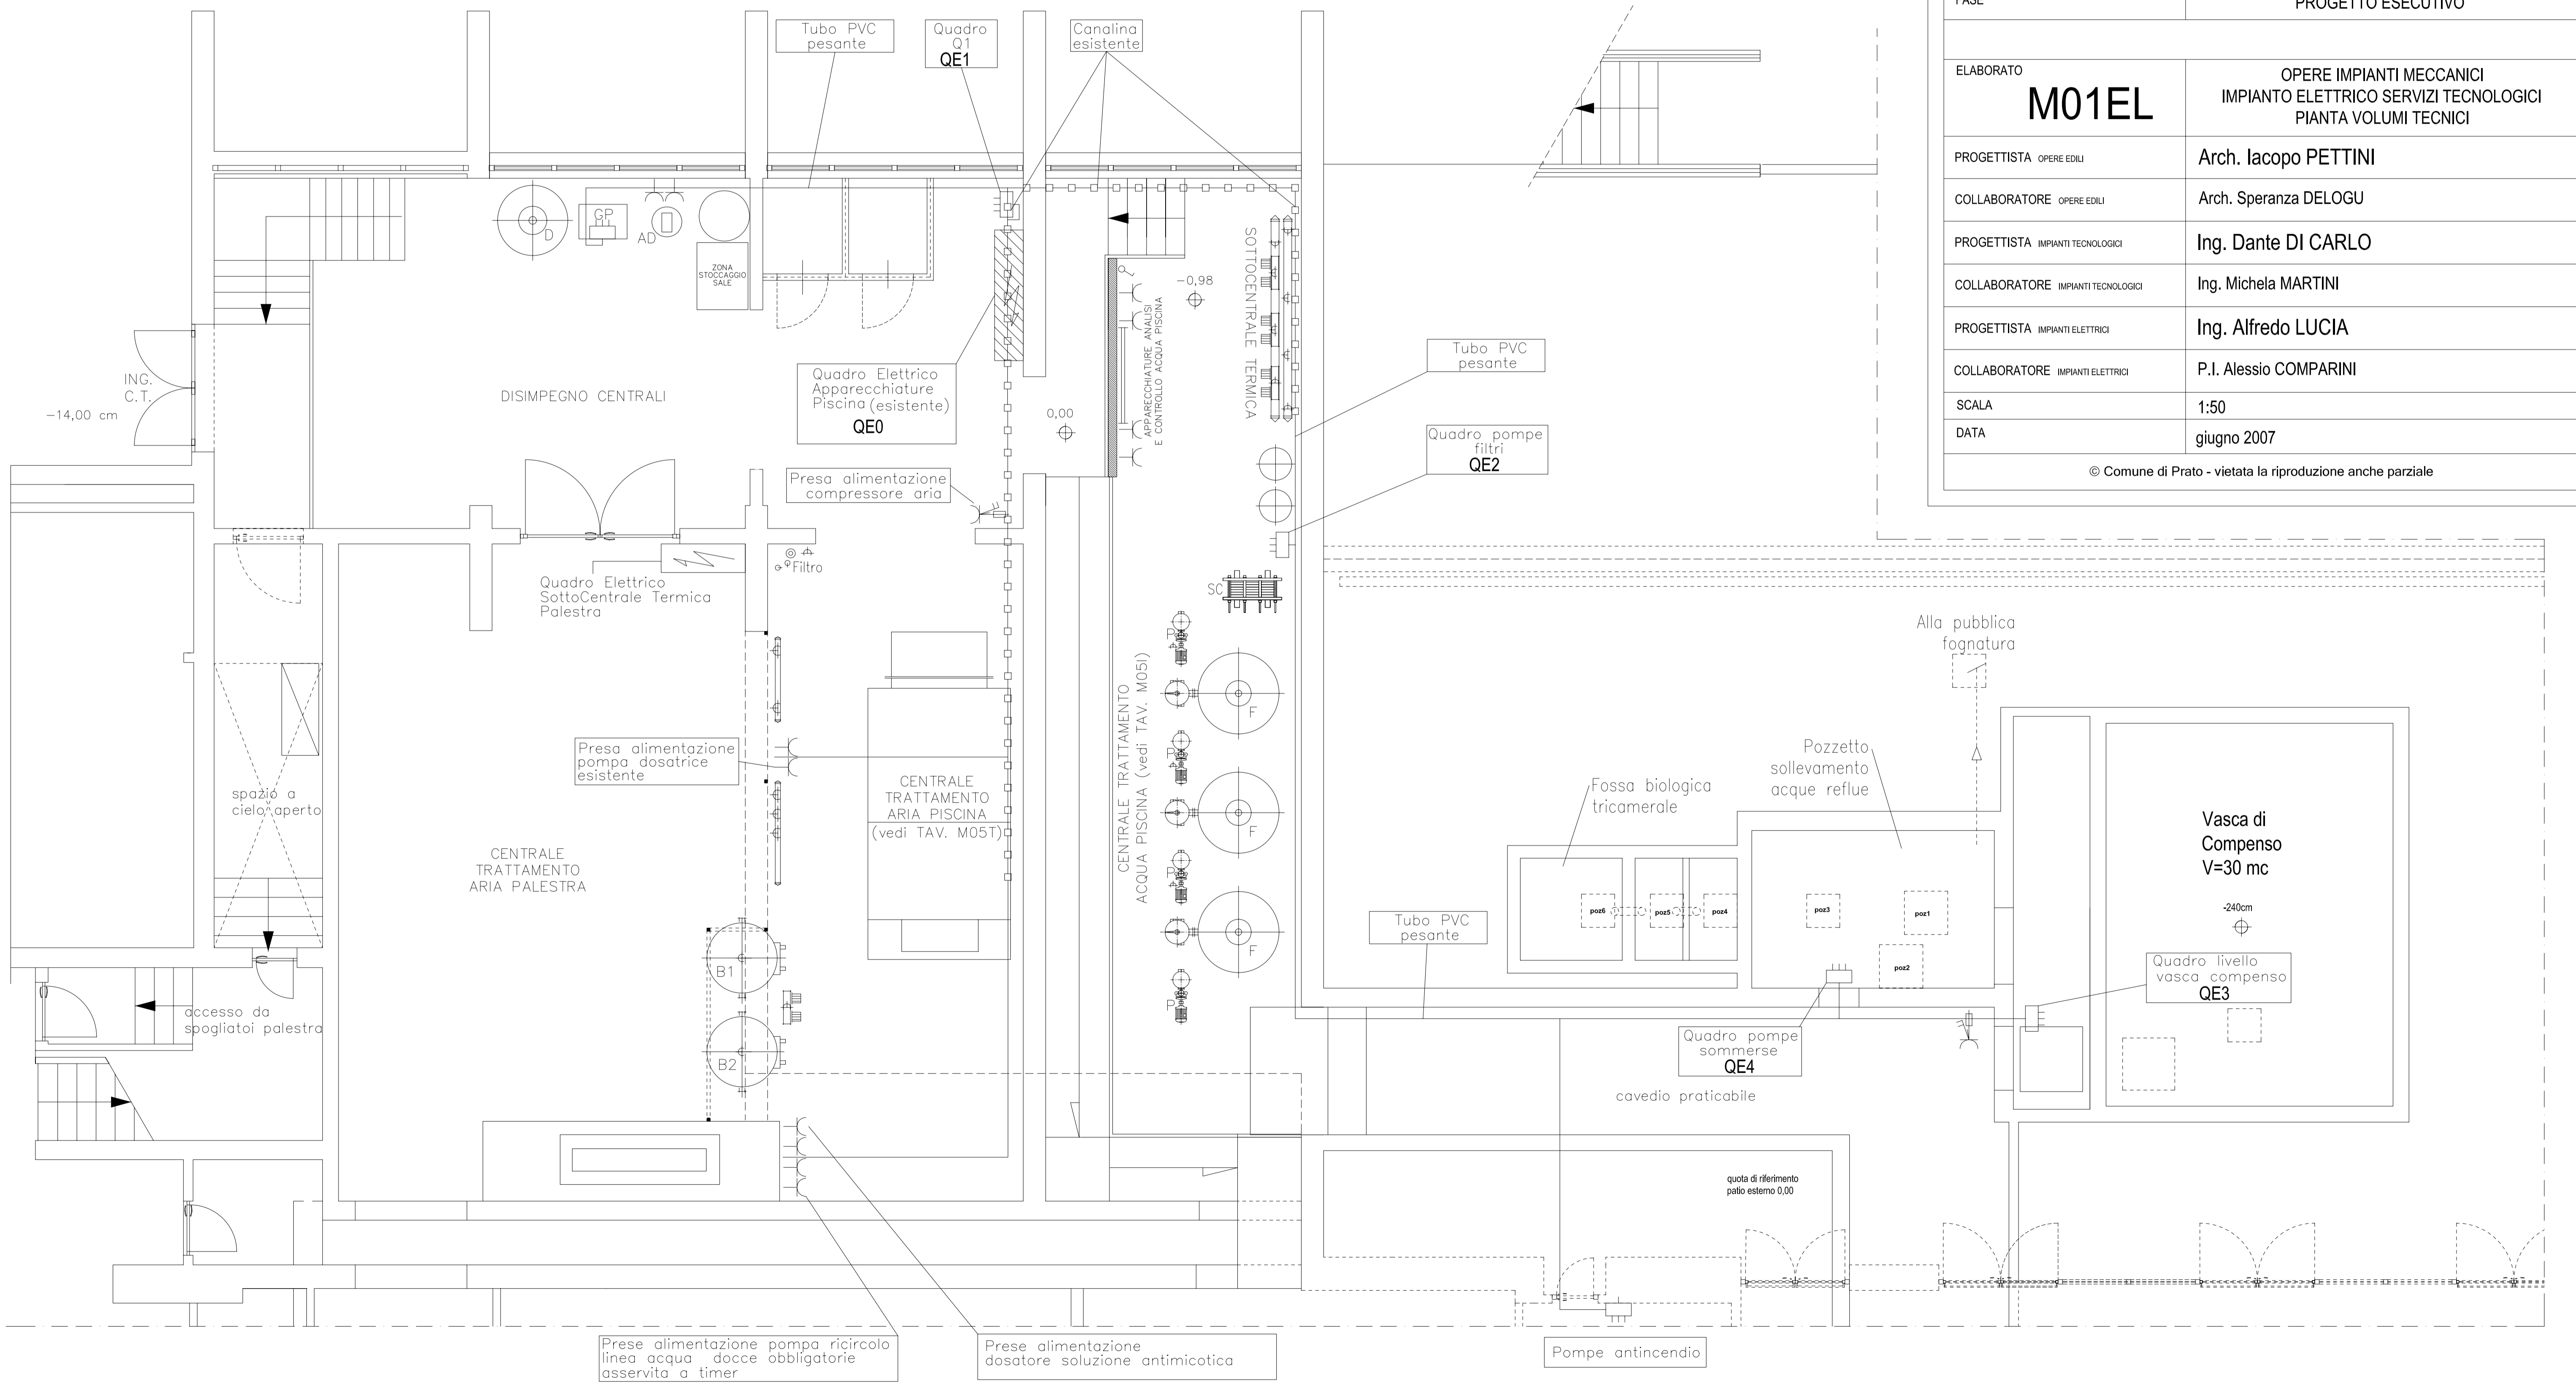 FASE
PROGETTO ESECUTIVO
ELABORATO
M01EL
OPERE IMPIANTI MECCANICI
IMPIANTO ELETTRICO SERVIZI TECNOLOGICI
PIANTA VOLUMI TECNICI
PROGETTISTA OPERE EDILI
Arch. Iacopo PETTINI
COLLABORATORE OPERE EDILI
Arch. Speranza DELOGU
PROGETTISTA IMPIANTI TECNOLOGICI
Ing. Dante DI CARLO
COLLABORATORE IMPIANTI TECNOLOGICI
Ing. Michela MARTINI
PROGETTISTA IMPIANTI ELETTRICI
Ing. Alfredo LUCIA
COLLABORATORE IMPIANTI ELETTRICI
P.I. Alessio COMPARINI
SCALA
1:50
DATA
giugno 2007
© Comune di Prato - vietata la riproduzione anche parziale
Tubo PVC
pesante
Quadro
Q1
QE1
Canalina
esistente
D
GP
AD
ZONA
STOCCAGGIO
SALE
ING.
C.T.
-14,00 cm
DISIMPEGNO CENTRALI
Quadro Elettrico
Apparecchiature
Piscina (esistente)
QE0
-0,98
0,00
APPARECCHIATURE ANALISI
E CONTROLLO ACQUA PISCINA
SOTTOCENTRALE TERMICA
Tubo PVC
pesante
Quadro pompe
filtri
QE2
Presa alimentazione
compressore aria
Filtro
Quadro Elettrico
SottoCentrale Termica
Palestra
SC
P
F
P
F
P
F
P
CENTRALE TRATTAMENTO
ACQUA PISCINA (vedi TAV. M05I)
Presa alimentazione
pompa dosatrice
esistente
CENTRALE
TRATTAMENTO
ARIA PISCINA
(vedi TAV. M05T)
spazio a
cielo aperto
CENTRALE
TRATTAMENTO
ARIA PALESTRA
B1
B2
accesso da
spogliatoi palestra
Alla pubblica
fognatura
Pozzetto
sollevamento
acque reflue
Fossa biologica
tricamerale
poz6
poz5
poz4
poz3
poz1
poz2
Vasca di
Compenso
V=30 mc
-240cm
Quadro livello
vasca compenso
QE3
Tubo PVC
pesante
Quadro pompe
sommerse
QE4
cavedio praticabile
quota di riferimento
patio esterno 0,00
Prese alimentazione pompa ricircolo
linea acqua docce obbligatorie
asservita a timer
Prese alimentazione
dosatore soluzione antimicotica
Pompe antincendio